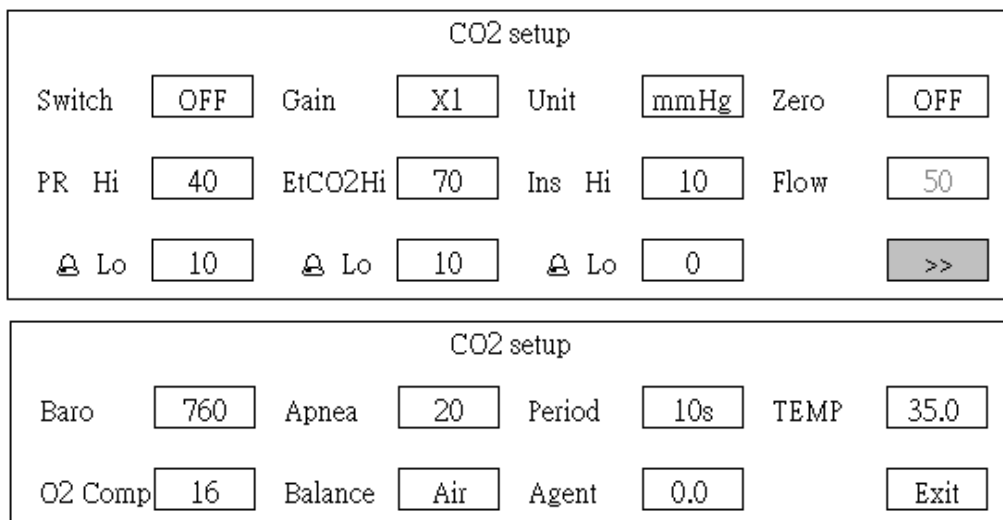 CO2 setup
Switch OFF Gain X1 Unit mmHg Zero OFF
PR Hi 40 EtCO2Hi 70 Ins Hi 10 Flow 50
Lo 10 Lo 10 Lo 0 >>
CO2 setup
Baro 760 Apnea 20 Period 10s TEMP 35.0
O2 Comp 16 Balance Air Agent 0.0 Exit